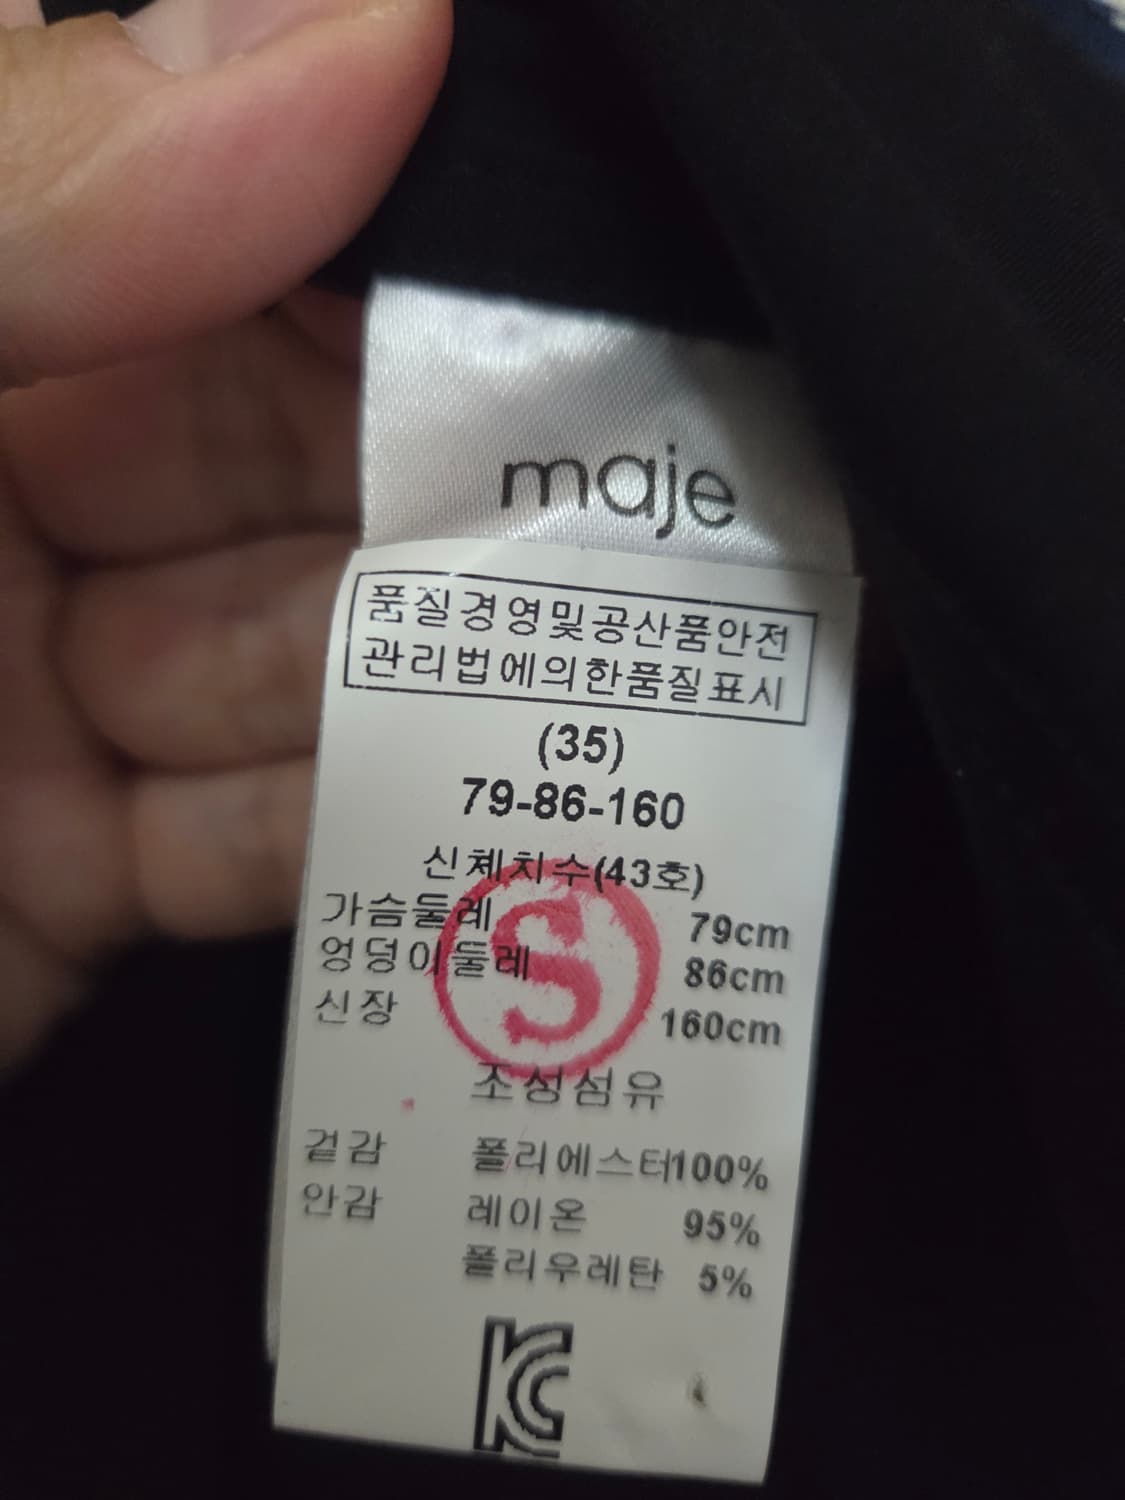 maje
품질경영및공산품안전
관리법에의한품질표시
(35)
79-86-160
신체치수(43호)
가슴둘레 79cm
엉덩이둘레 86cm
신장 160cm
S
조성섬유
겉감 폴리에스터100%
안감 레이온 95%
폴리우레탄 5%
KC